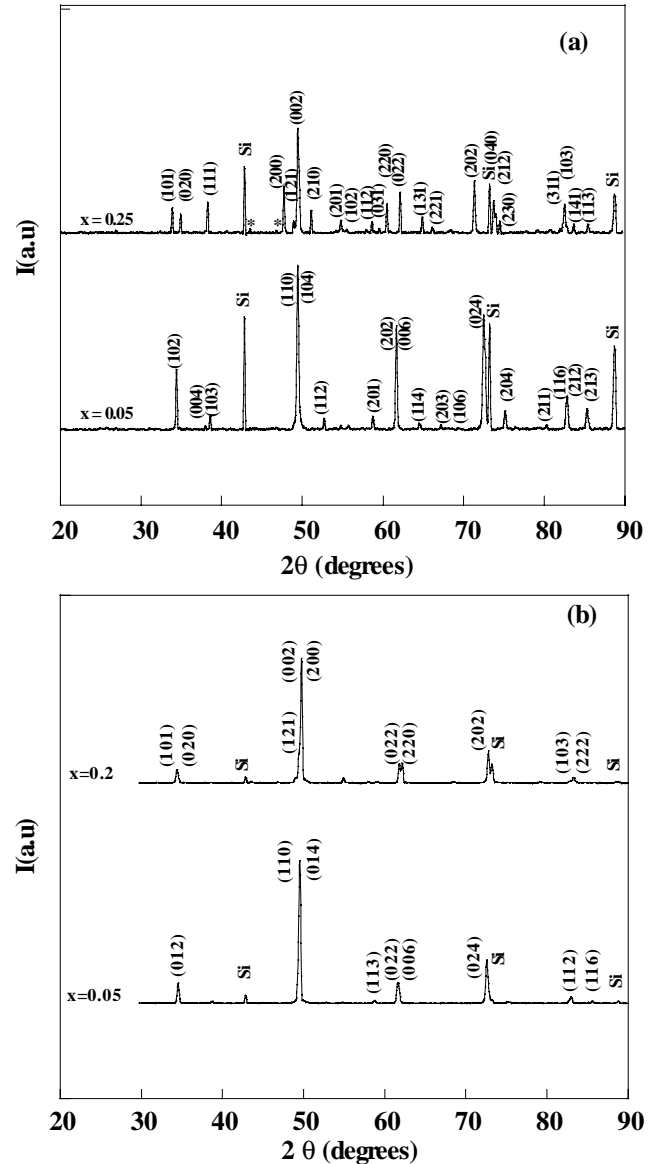 (a)
I(a.u)
x = 0.25
(101)
(020)
(111)
Si
*
*
(200)
(121)
(002)
(210)
(201)
(102)
(112)
(031)
(220)
(022)
(131)
(221)
(202)
Si (040)
(212)
(230)
(311)
(103)
(141)
(113)
Si
x = 0.05
(102)
(004)
(103)
Si
(110)
(104)
(112)
(201)
(202)
(006)
(114)
(203)
(106)
(024)
Si
(204)
(211)
(116)
(212)
(213)
Si
20 30 40 50 60 70 80 90
2θ (degrees)
(b)
I(a.u)
x=0.2
(101)
(020)
Si
(121)
(002)
(200)
(022)
(220)
(202)
Si
(103)
(222)
Si
x=0.05
(012)
Si
(110)
(014)
(113)
(022)
(006)
(024)
Si
(112)
(116)
Si
20 30 40 50 60 70 80 90
2 θ (degrees)